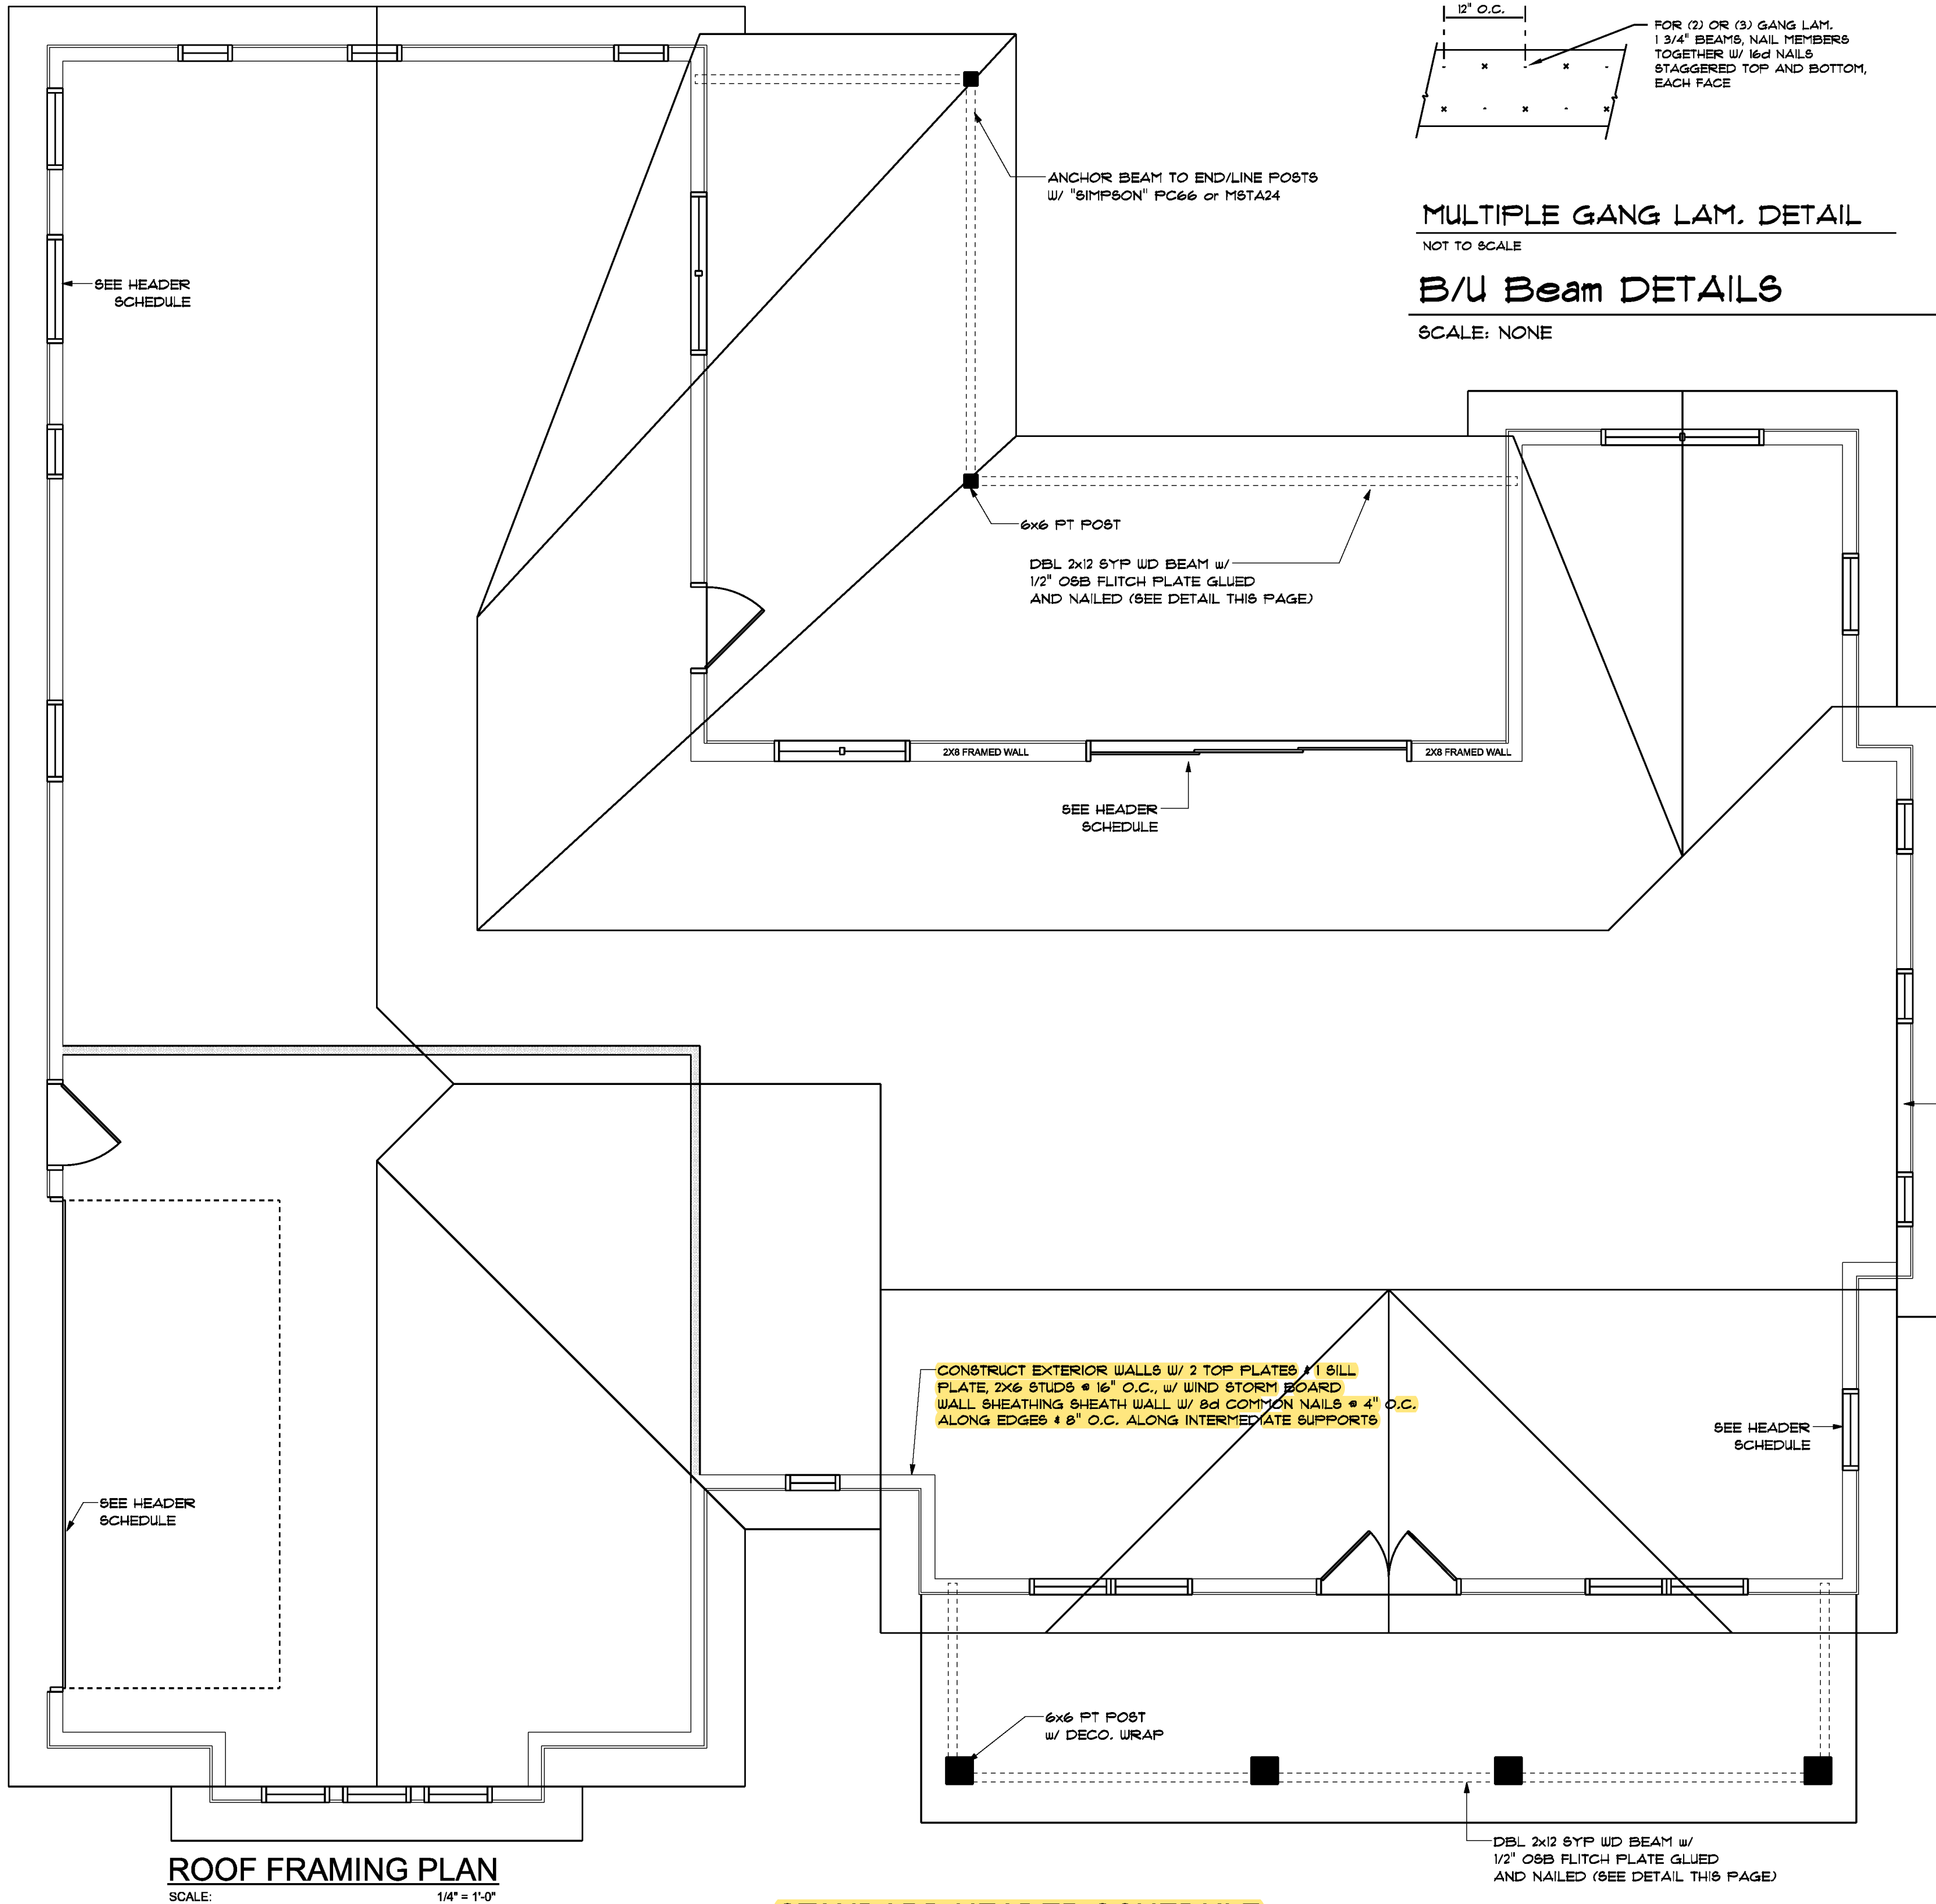 12" O.C.
FOR (2) OR (3) GANG LAM.
1 3/4" BEAMS, NAIL MEMBERS
TOGETHER W/ 16d NAILS
STAGGERED TOP AND BOTTOM,
EACH FACE
MULTIPLE GANG LAM. DETAIL
NOT TO SCALE
B/U Beam DETAILS
SCALE: NONE
ANCHOR BEAM TO END/LINE POSTS
W/ "SIMPSON" PC66 or MSTA24
SEE HEADER
SCHEDULE
6x6 PT POST
DBL 2x12 SYP WD BEAM w/
1/2" OSB FLITCH PLATE GLUED
AND NAILED (SEE DETAIL THIS PAGE)
2X8 FRAMED WALL
2X8 FRAMED WALL
SEE HEADER
SCHEDULE
CONSTRUCT EXTERIOR WALLS W/ 2 TOP PLATES & 1 SILL
PLATE, 2X6 STUDS @ 16" O.C., w/ WIND STORM BOARD
WALL SHEATHING SHEATH WALL W/ 8d COMMON NAILS @ 4" O.C.
ALONG EDGES & 8" O.C. ALONG INTERMEDIATE SUPPORTS
SEE HEADER
SCHEDULE
SEE HEADER
SCHEDULE
6x6 PT POST
w/ DECO. WRAP
DBL 2x12 SYP WD BEAM w/
1/2" OSB FLITCH PLATE GLUED
AND NAILED (SEE DETAIL THIS PAGE)
ROOF FRAMING PLAN
SCALE: 1/4" = 1'-0"